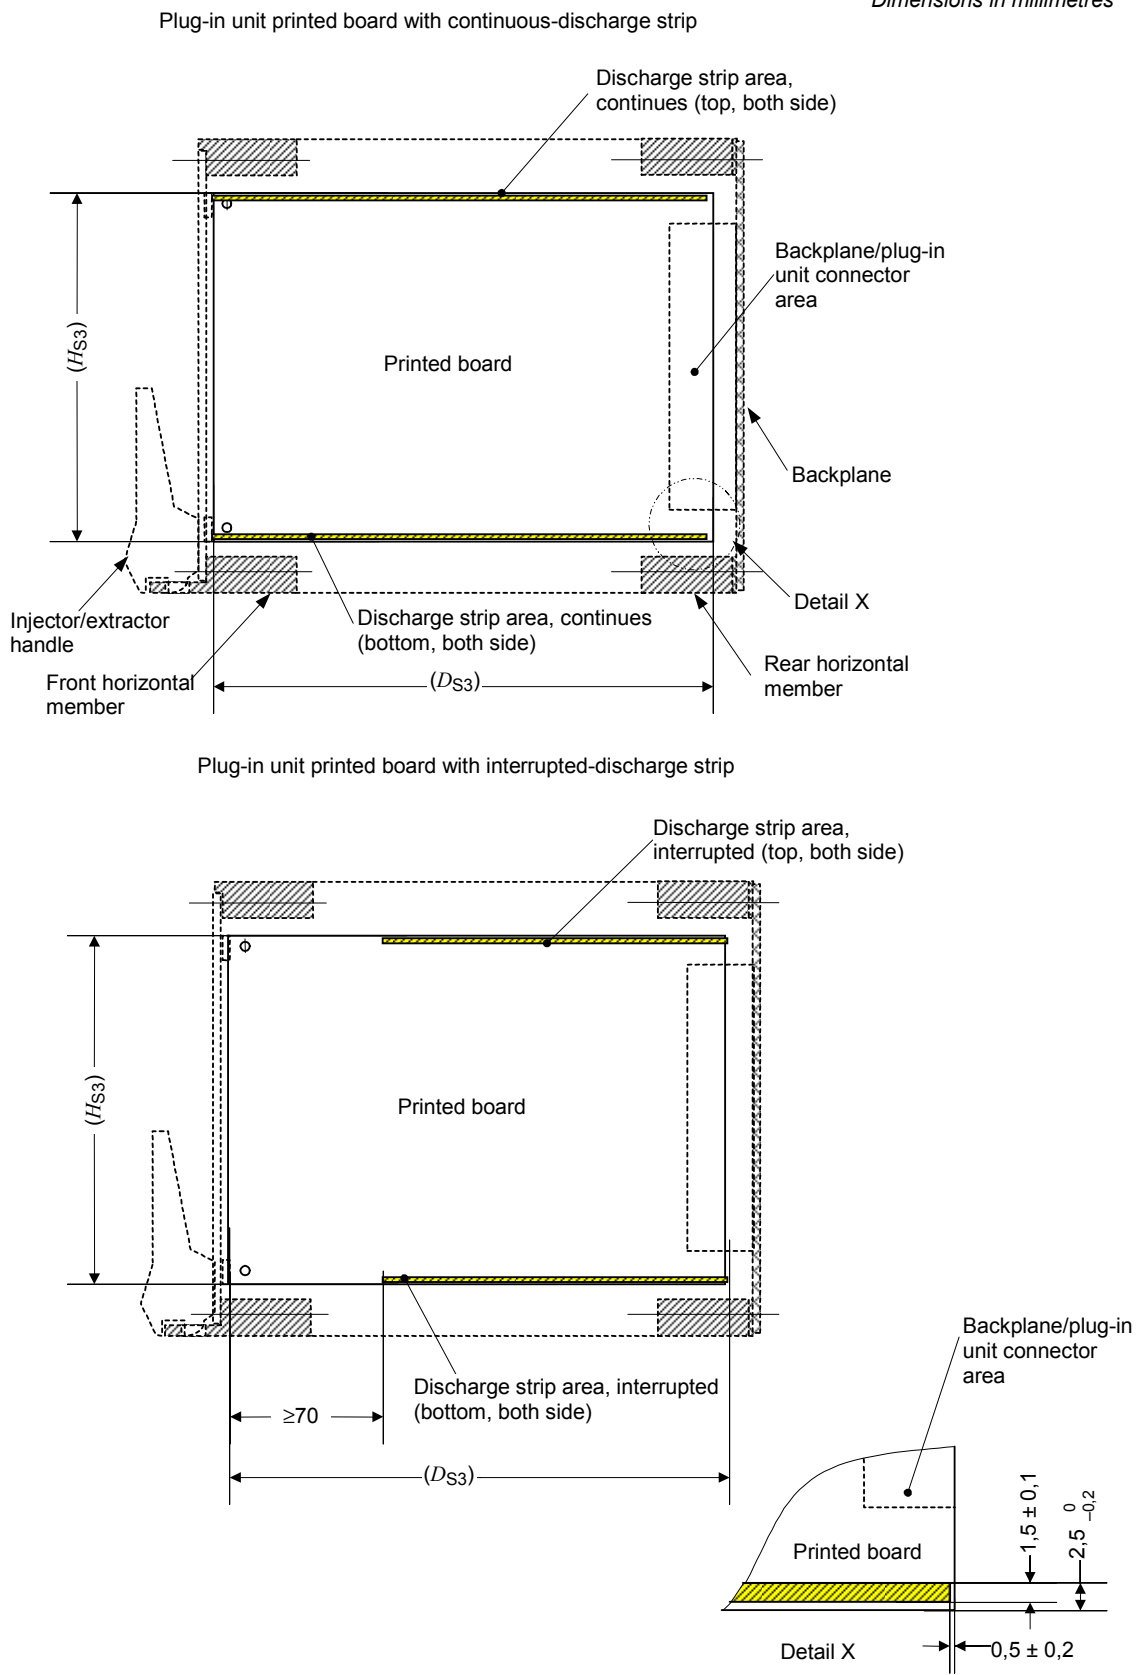 Dimensions in millimetres
Plug-in unit printed board with continuous-discharge strip
Discharge strip area,
continues (top, both side)
Backplane/plug-in
unit connector
area
(HS3)
Printed board
Backplane
Detail X
Injector/extractor
handle
Discharge strip area, continues
(bottom, both side)
Rear horizontal
member
Front horizontal
member
(DS3)
Plug-in unit printed board with interrupted-discharge strip
Discharge strip area,
interrupted (top, both side)
(HS3)
Printed board
Backplane/plug-in
unit connector
area
Discharge strip area, interrupted
(bottom, both side)
≥70
(DS3)
1,5 ± 0,1
2,5 0 –0,2
Printed board
Detail X
0,5 ± 0,2